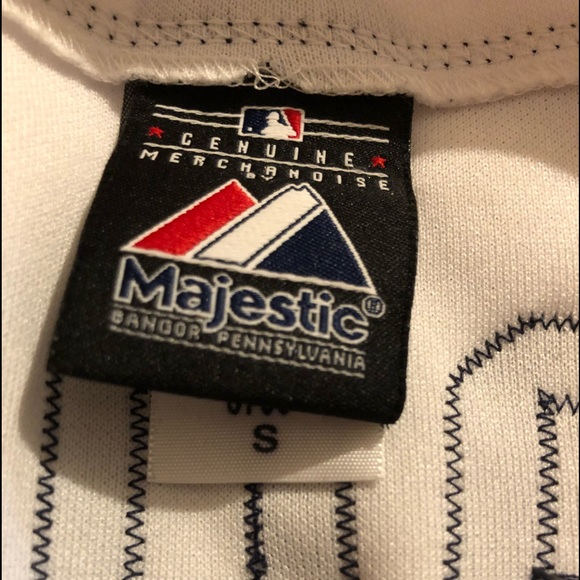 GENUINE
MERCHANDISE
BY
Majestic®
BANGOR PENNSYLVANIA
S